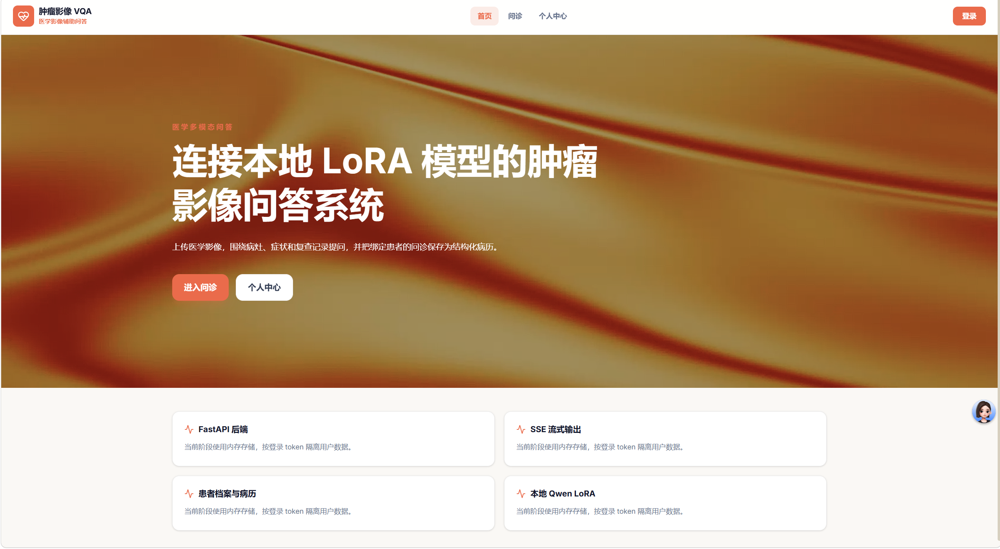 肿瘤影像 VQA
医学影像辅助问答
首页
问诊
个人中心
登录
医学多模态问答
连接本地 LoRA 模型的肿瘤
影像问答系统
上传医学影像，围绕病灶、症状和复查记录提问，并把绑定患者的问诊保存为结构化病历。
进入问诊
个人中心
FastAPI 后端
当前阶段使用内存存储，按登录 token 隔离用户数据。
SSE 流式输出
当前阶段使用内存存储，按登录 token 隔离用户数据。
患者档案与病历
当前阶段使用内存存储，按登录 token 隔离用户数据。
本地 Qwen LoRA
当前阶段使用内存存储，按登录 token 隔离用户数据。